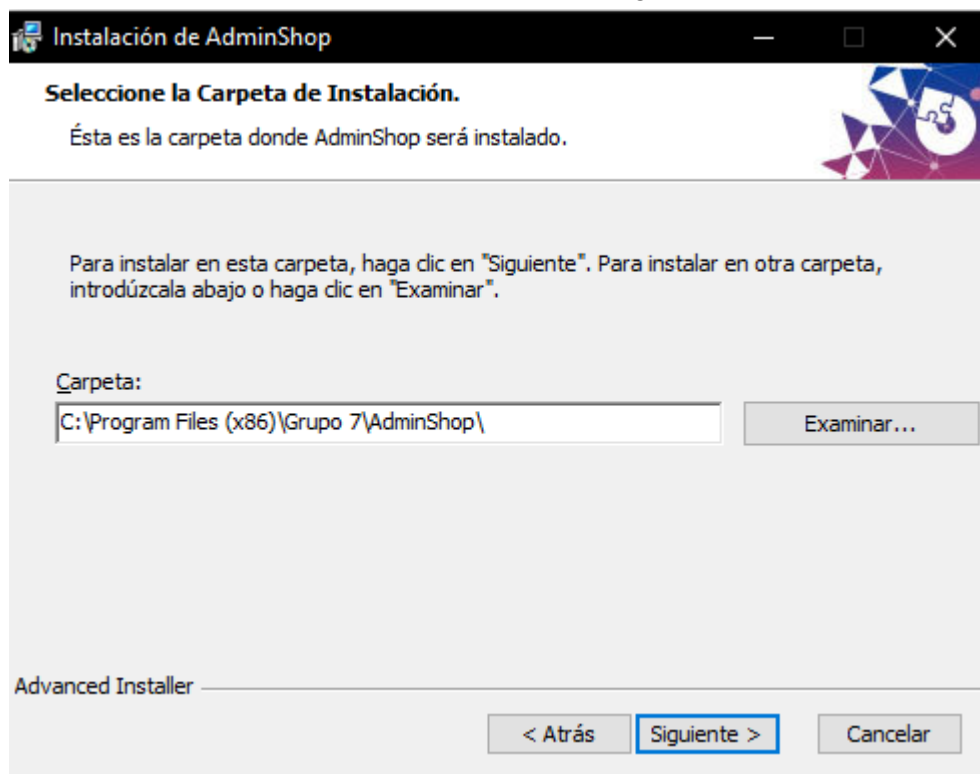 Instalación de AdminShop
Seleccione la Carpeta de Instalación.
Ésta es la carpeta donde AdminShop será instalado.
Para instalar en esta carpeta, haga clic en "Siguiente". Para instalar en otra carpeta,
introdúzcala abajo o haga clic en "Examinar".
Carpeta:
C:\Program Files (x86)\Grupo 7\AdminShop\
Examinar...
Advanced Installer
< Atrás
Siguiente >
Cancelar